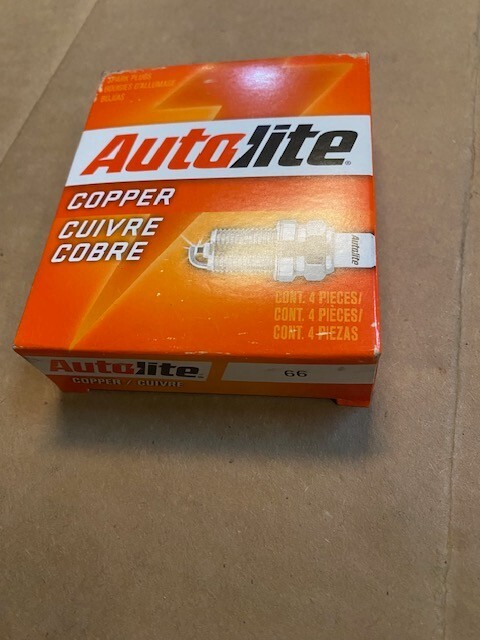 SPARK PLUGS
BOUGIES D'ALLUMAGE
BUJÍAS
Autolite®
COPPER
CUIVRE
COBRE
Autolite
CONT. 4 PIECES/
CONT. 4 PIÈCES/
CONT. 4 PIEZAS
Autolite®
COPPER / CUIVRE
66